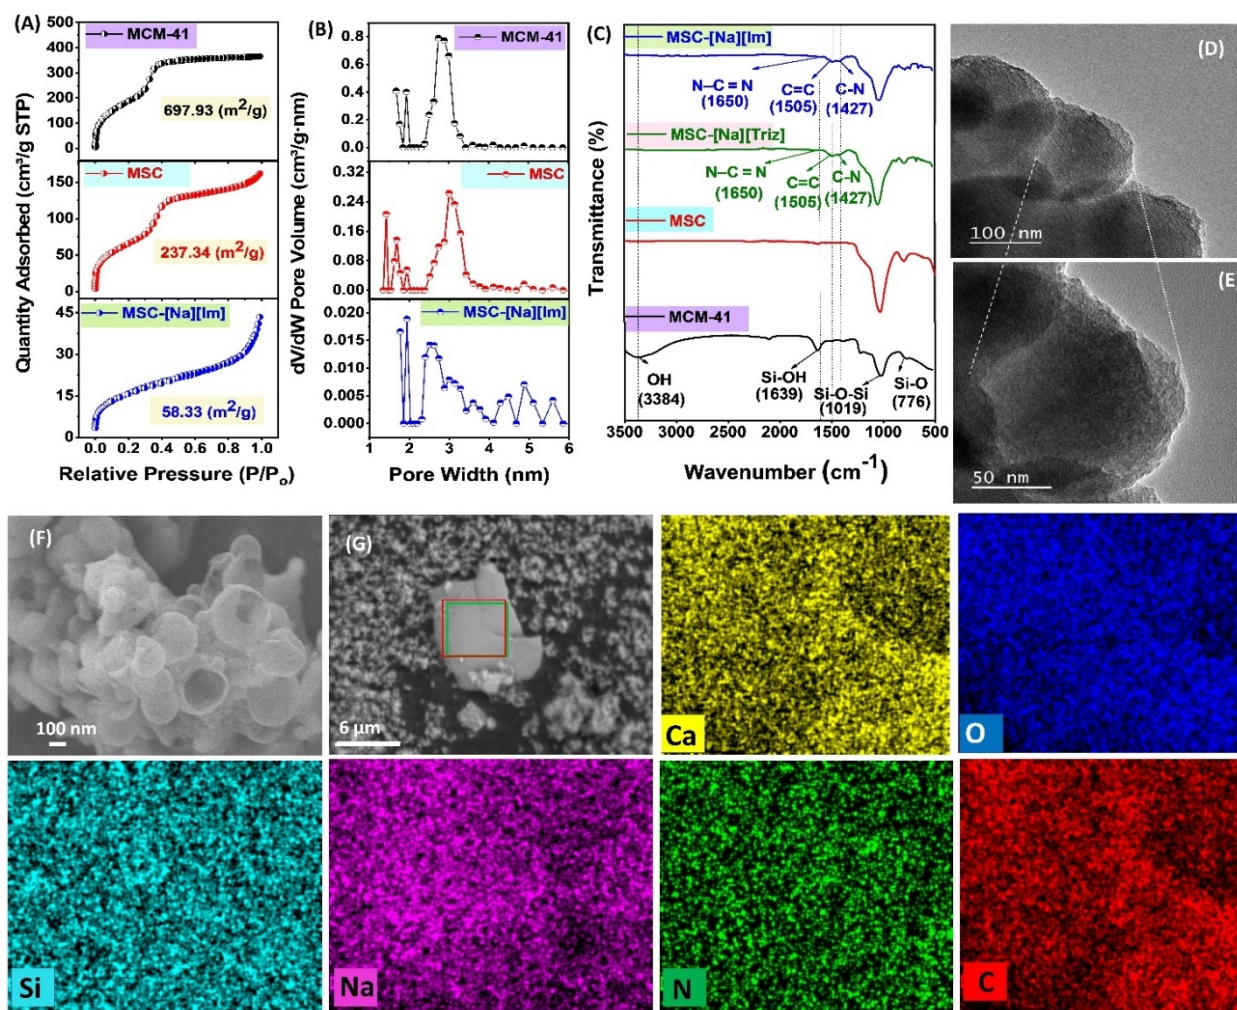 (A)
Quantity Adsorbed (cm³/g STP)
MCM-41
400
300
200
100
0
697.93 (m²/g)
MSC
150
100
50
0
237.34 (m²/g)
MSC-[Na][Im]
45
30
15
0
58.33 (m²/g)
0.0 0.2 0.4 0.6 0.8 1.0
Relative Pressure (P/Pₒ)
(B)
dV/dW Pore Volume (cm³/g·nm)
MCM-41
0.8
0.6
0.4
0.2
0.0
MSC
0.32
0.24
0.16
0.08
0.00
MSC-[Na][Im]
0.020
0.015
0.010
0.005
0.000
1 2 3 4 5 6
Pore Width (nm)
(C)
Transmittance (%)
MSC-[Na][Im]
N–C = N
(1650)
C=C
(1505)
C-N
(1427)
MSC-[Na][Triz]
N–C = N
(1650)
C=C
(1505)
C-N
(1427)
MSC
MCM-41
OH
(3384)
Si-OH
(1639)
Si-O-Si
(1019)
Si-O
(776)
3500 2500 1500 1000 500
Wavenumber (cm⁻¹)
(D)
100 nm
(E)
50 nm
(F)
100 nm
(G)
6 µm
Ca
O
Si
Na
N
C